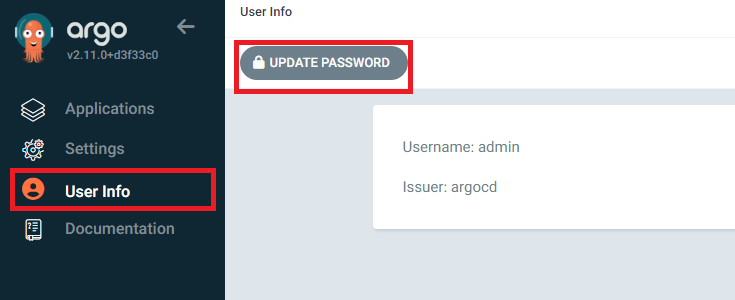 argo
v2.11.0+d3f33c0
Applications
Settings
User Info
Documentation
User Info
UPDATE PASSWORD
Username: admin
Issuer: argocd